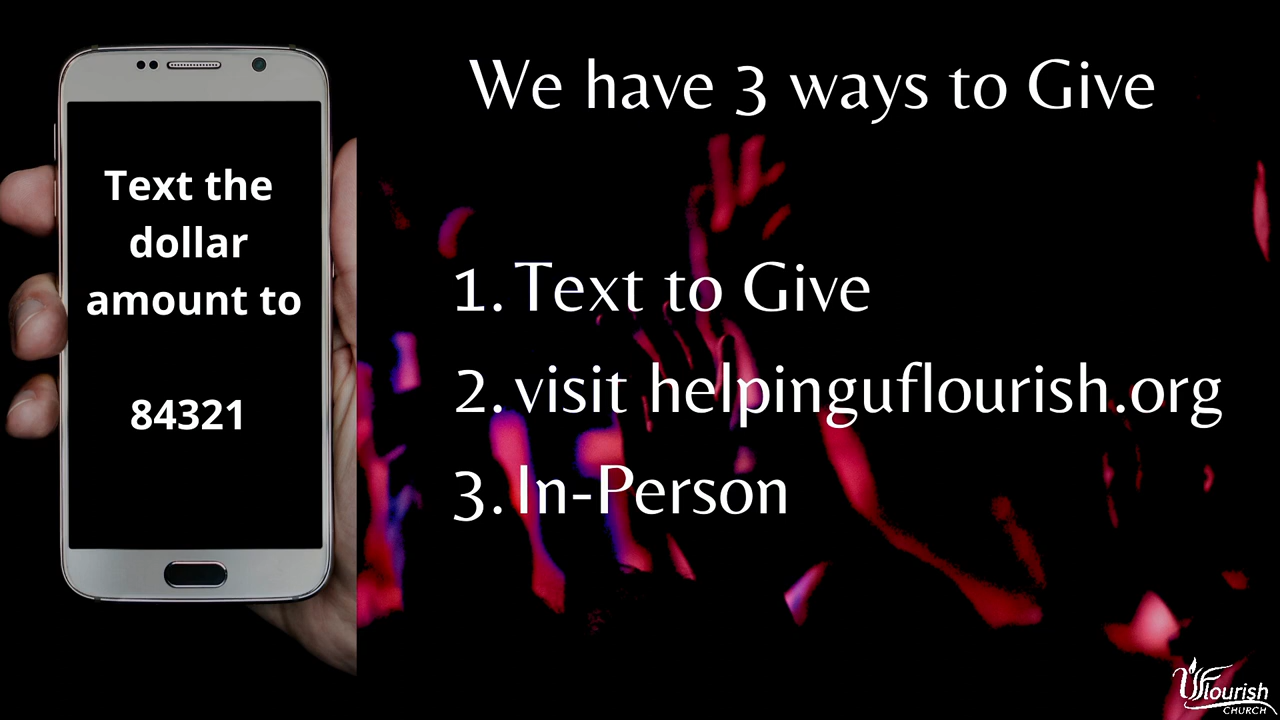 We have 3 ways to Give
Text the
dollar
amount to
84321
1. Text to Give
2. visit helpinguflourish.org
3. In-Person
UFlourish
CHURCH